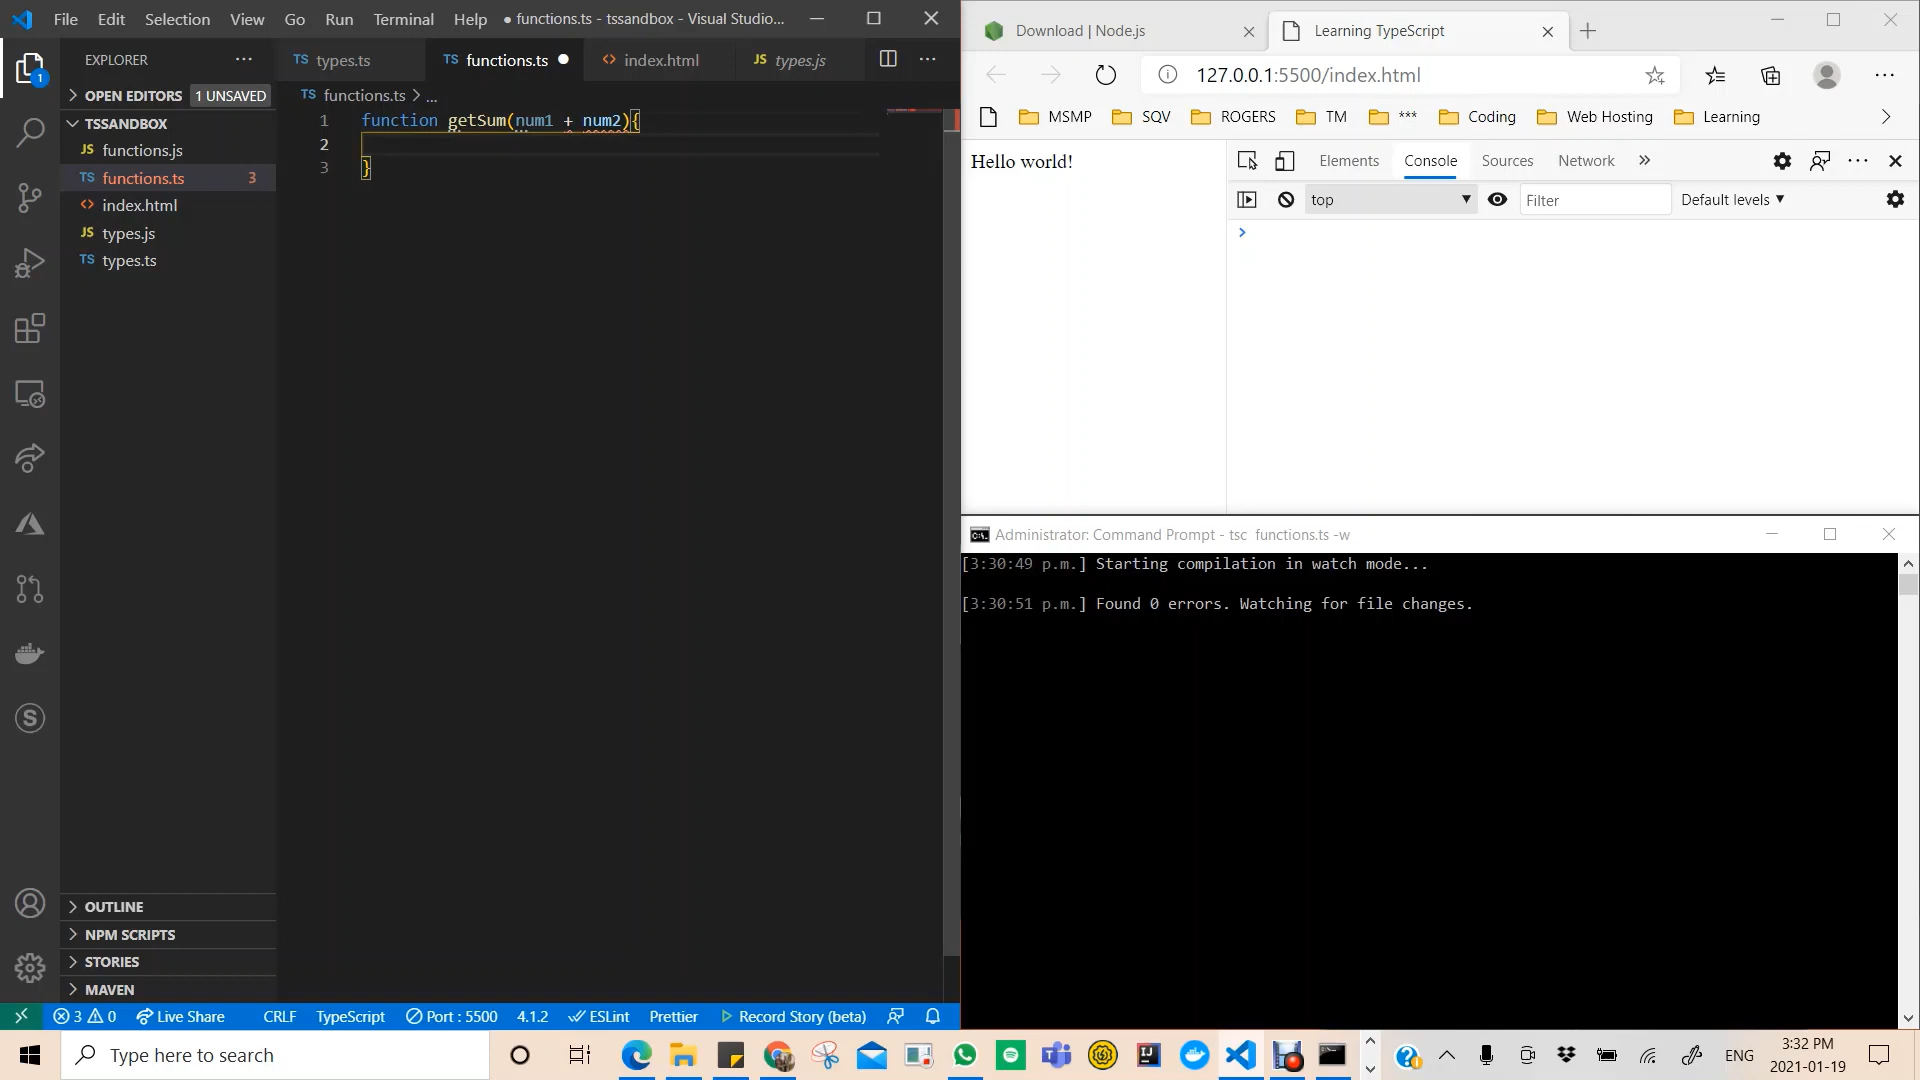 File Edit Selection View Go Run Terminal Help ● functions.ts - tssandbox - Visual Studio...
EXPLORER
OPEN EDITORS 1 UNSAVED
TSSANDBOX
JS functions.js
TS functions.ts 3
<> index.html
JS types.js
TS types.ts
OUTLINE
NPM SCRIPTS
STORIES
MAVEN
TS types.ts TS functions.ts ● <> index.html JS types.js
TS functions.ts > ...
1 function getSum(num1 + num2){
2
3 }
3 0 Live Share CRLF TypeScript Port : 5500 4.1.2 ESLint Prettier Record Story (beta)
Download | Node.js Learning TypeScript
127.0.0.1:5500/index.html
MSMP SQV ROGERS TM *** Coding Web Hosting Learning
Hello world!
Elements Console Sources Network »
top Filter Default levels
>
Administrator: Command Prompt - tsc functions.ts -w
[3:30:49 p.m.] Starting compilation in watch mode...
[3:30:51 p.m.] Found 0 errors. Watching for file changes.
Type here to search
ENG 3:32 PM
2021-01-19